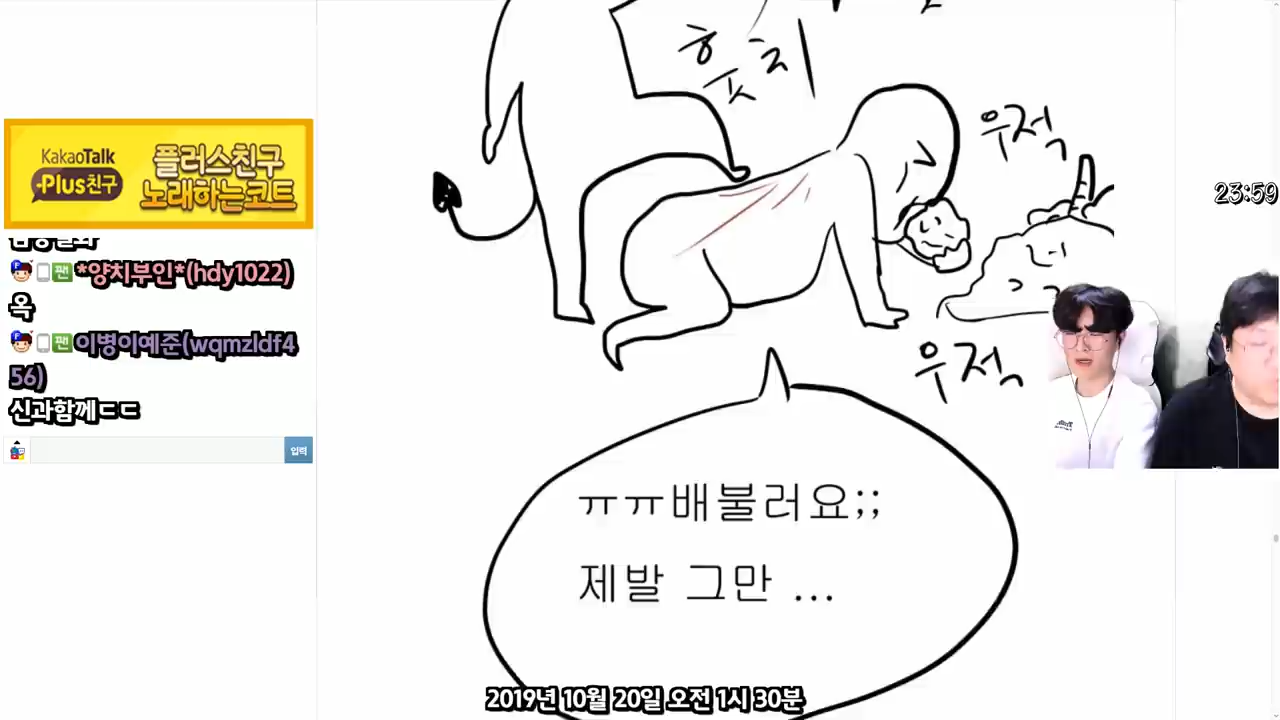 KakaoTalk
Plus친구
플러스친구
노래하는코트
팬 *양치부인*(hdy1022)
옥
팬 이병이예준(wqmzldf4
56)
신과함께ㄷㄷ
입력
우적
23:59
우적
ㅠㅠ배불러요;;
제발 그만 ...
2019년 10월 20일 오전 1시 30분